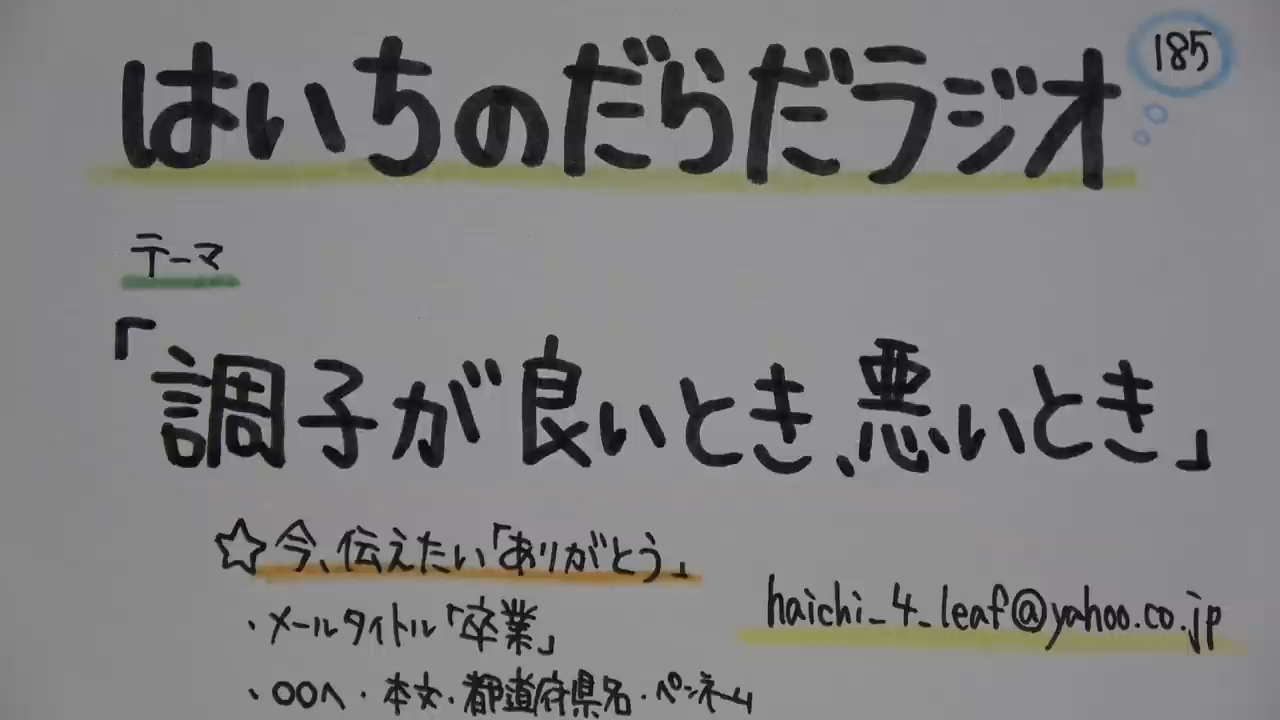 はいちのだらだラジオ
185
テーマ
「調子が良いとき、悪いとき」
☆今、伝えたい「ありがとう」
・メールタイトル「卒業」
haichi_4_leaf@yahoo.co.jp
・○○へ・本文・都道府県名・ペンネーム